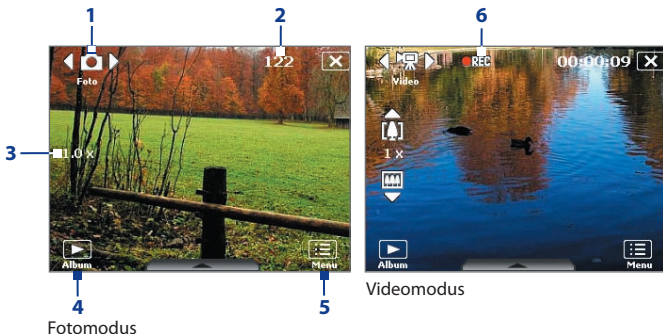 1
2
6
122
Foto
REC
00:00:09
Video
3
1.0 x
1 x
Album
Menu
Album
Menu
4
5
Videomodus
Fotomodus